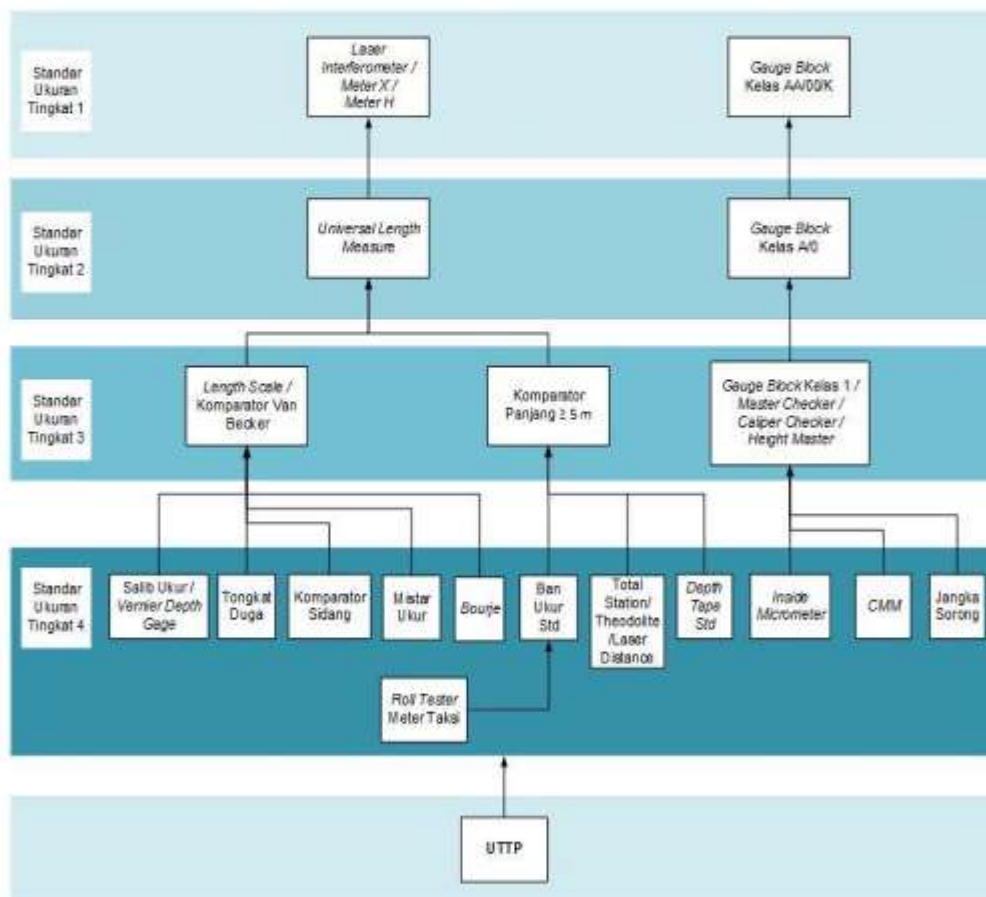 Standar
Ukuran
Tingkat 1
Laser
Interferometer /
Meter X /
Meter H
Gauge Block
Kelas AA/00/K
Standar
Ukuran
Tingkat 2
Universal Length
Measure
Gauge Block
Kelas A/0
Standar
Ukuran
Tingkat 3
Length Scale /
Komparator Van
Becker
Komparator
Panjang ≥ 5 m
Gauge Block Kelas 1 /
Master Checker /
Caliper Checker /
Height Master
Standar
Ukuran
Tingkat 4
Salib Ukur /
Vernier Depth
Gage
Tongkat
Duga
Komparator
Sidang
Mistar
Ukur
Bourje
Ban
Ukur
Std
Total
Station/
Theodolite
/Laser
Distance
Depth
Tape
Std
Inside
Micrometer
CMM
Jangka
Sorong
Roll Tester
Meter Taksi
UTTP